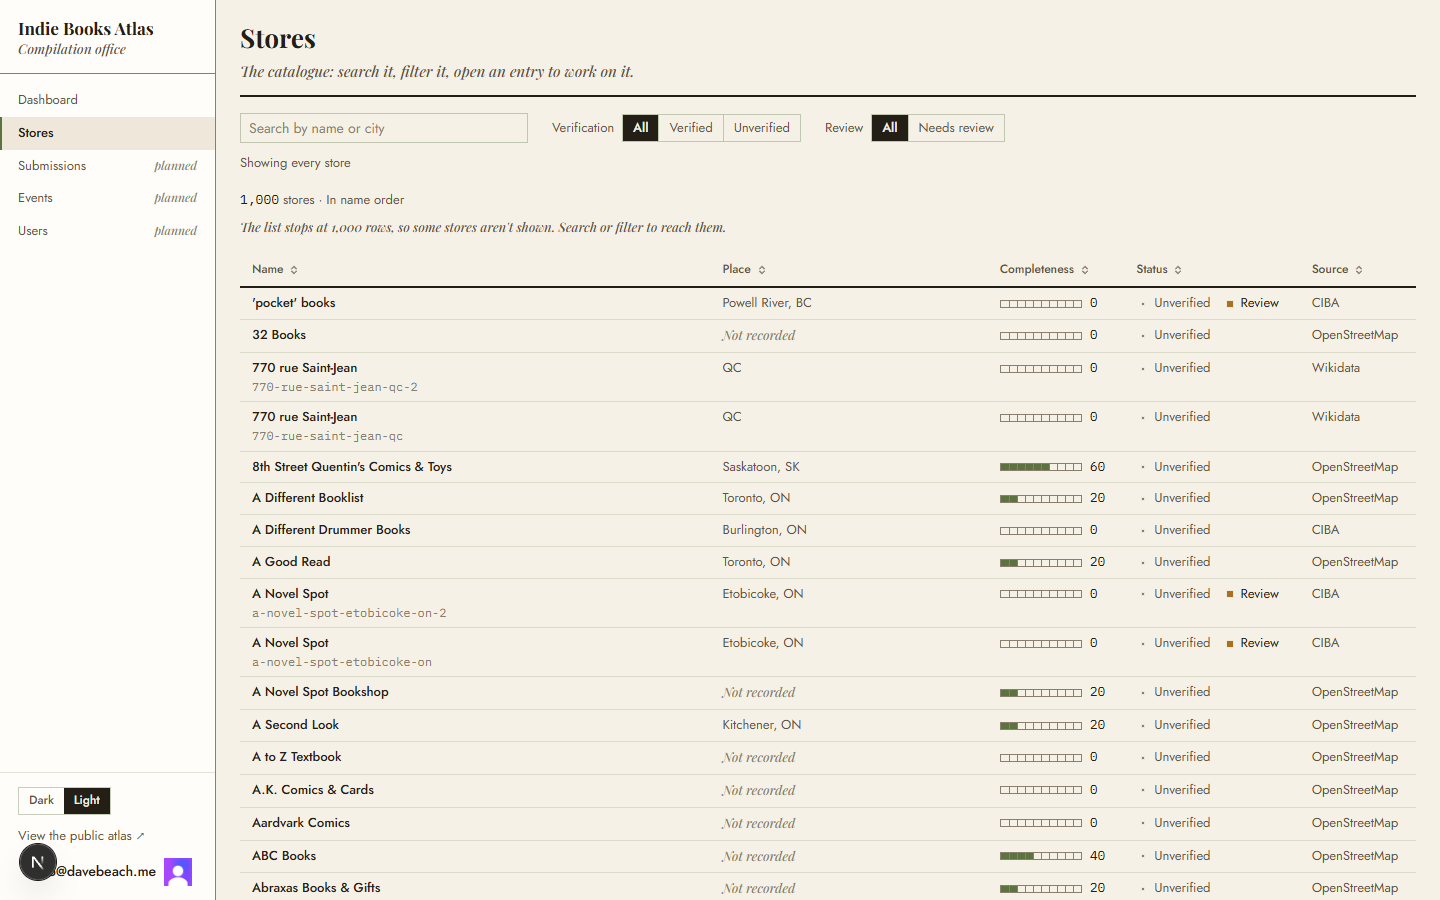 Indie Books Atlas
Compilation office
Dashboard
Stores
Submissions planned
Events planned
Users planned
Dark Light
View the public atlas ↗
N @davebeach.me
Stores
The catalogue: search it, filter it, open an entry to work on it.
Search by name or city Verification All Verified Unverified Review All Needs review
Showing every store
1,000 stores · In name order
The list stops at 1,000 rows, so some stores aren't shown. Search or filter to reach them.
Name Place Completeness Status Source
'pocket' books Powell River, BC 0 Unverified Review CIBA
32 Books Not recorded 0 Unverified OpenStreetMap
770 rue Saint-Jean QC 0 Unverified Wikidata
770-rue-saint-jean-qc-2
770 rue Saint-Jean QC 0 Unverified Wikidata
770-rue-saint-jean-qc
8th Street Quentin's Comics & Toys Saskatoon, SK 60 Unverified OpenStreetMap
A Different Booklist Toronto, ON 20 Unverified OpenStreetMap
A Different Drummer Books Burlington, ON 0 Unverified CIBA
A Good Read Toronto, ON 20 Unverified OpenStreetMap
A Novel Spot Etobicoke, ON 0 Unverified Review CIBA
a-novel-spot-etobicoke-on-2
A Novel Spot Etobicoke, ON 0 Unverified Review CIBA
a-novel-spot-etobicoke-on
A Novel Spot Bookshop Not recorded 20 Unverified OpenStreetMap
A Second Look Kitchener, ON 20 Unverified OpenStreetMap
A to Z Textbook Not recorded 0 Unverified OpenStreetMap
A.K. Comics & Cards Not recorded 0 Unverified OpenStreetMap
Aardvark Comics Not recorded 0 Unverified OpenStreetMap
ABC Books Not recorded 40 Unverified OpenStreetMap
Abraxas Books & Gifts Not recorded 20 Unverified OpenStreetMap